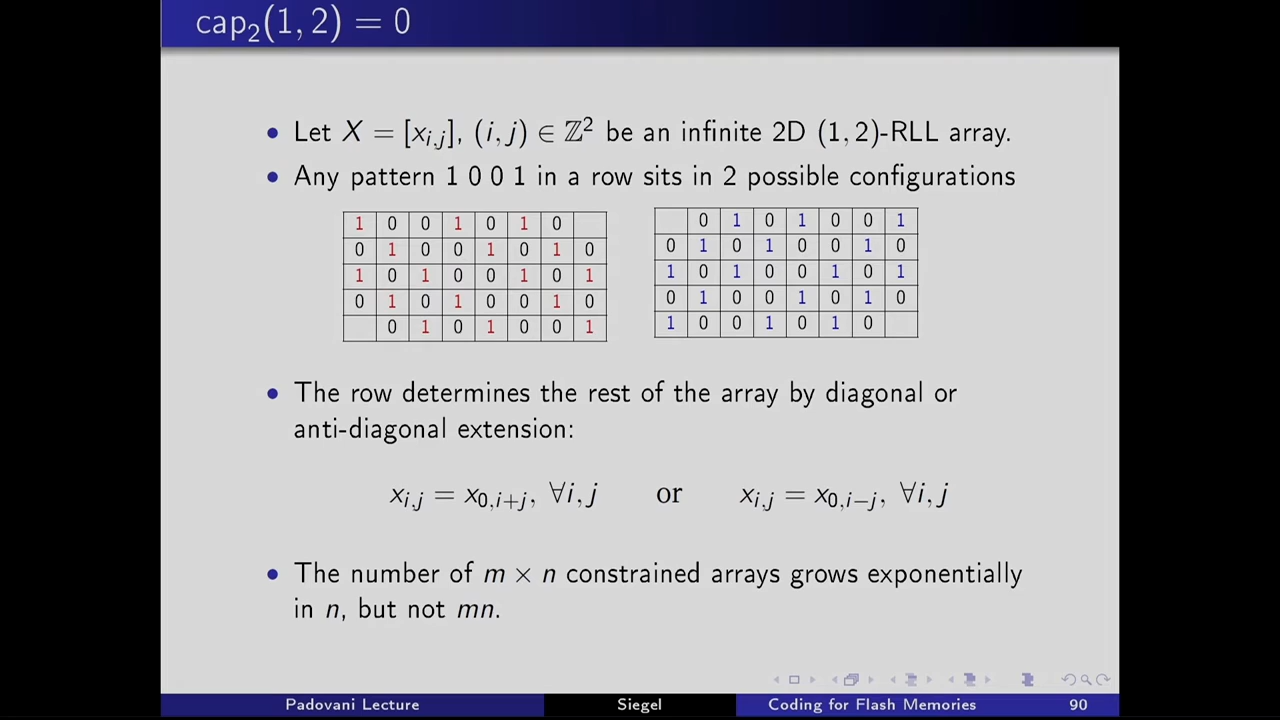 cap₂(1, 2) = 0
• Let X = [xᵢ,ⱼ], (i, j) ∈ ℤ² be an infinite 2D (1, 2)-RLL array.
• Any pattern 1 0 0 1 in a row sits in 2 possible configurations
1 0 0 1 0 1 0
0 1 0 0 1 0 1 0
1 0 1 0 0 1 0 1
0 1 0 1 0 0 1 0
0 1 0 1 0 0 1
0 1 0 1 0 0 1
0 1 0 1 0 0 1 0
1 0 1 0 0 1 0 1
0 1 0 0 1 0 1 0
1 0 0 1 0 1 0
• The row determines the rest of the array by diagonal or
anti-diagonal extension:
xᵢ,ⱼ = x₀,ᵢ₊ⱼ, ∀i, j or xᵢ,ⱼ = x₀,ᵢ₋ⱼ, ∀i, j
• The number of m × n constrained arrays grows exponentially
in n, but not mn.
Padovani Lecture Siegel Coding for Flash Memories 90